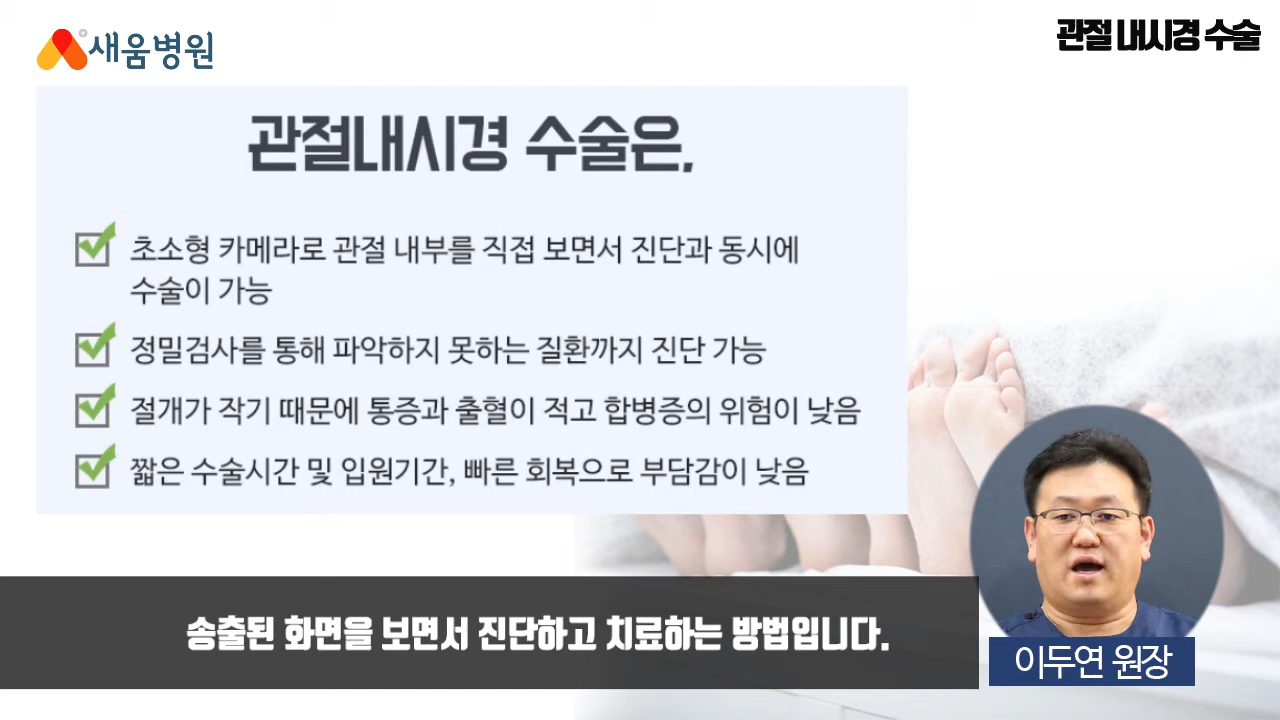 새움병원
관절 내시경 수술
관절내시경 수술은,
초소형 카메라로 관절 내부를 직접 보면서 진단과 동시에
수술이 가능
정밀검사를 통해 파악하지 못하는 질환까지 진단 가능
절개가 작기 때문에 통증과 출혈이 적고 합병증의 위험이 낮음
짧은 수술시간 및 입원기간, 빠른 회복으로 부담감이 낮음
송출된 화면을 보면서 진단하고 치료하는 방법입니다.
이두연 원장